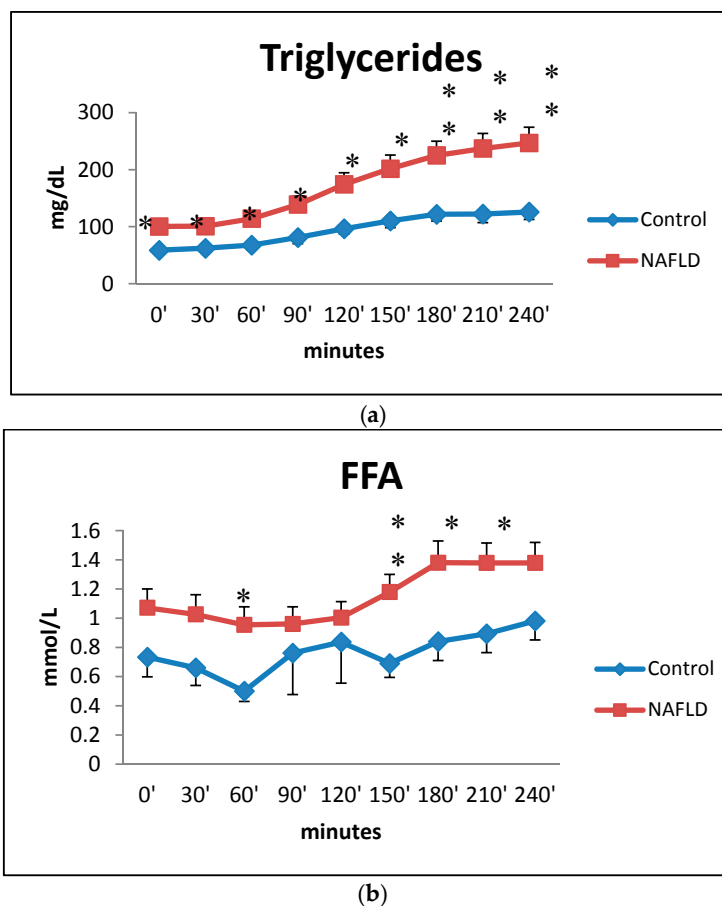 Triglycerides
* * *
* * *
* * *
* * * *
300
200
100
0
mg/dL
0' 30' 60' 90' 120' 150' 180' 210' 240'
minutes
Control
NAFLD
(a)
FFA
* * *
*
*
1.6
1.4
1.2
1
0.8
0.6
0.4
0.2
0
mmol/L
0' 30' 60' 90' 120' 150' 180' 210' 240'
minutes
Control
NAFLD
(b)